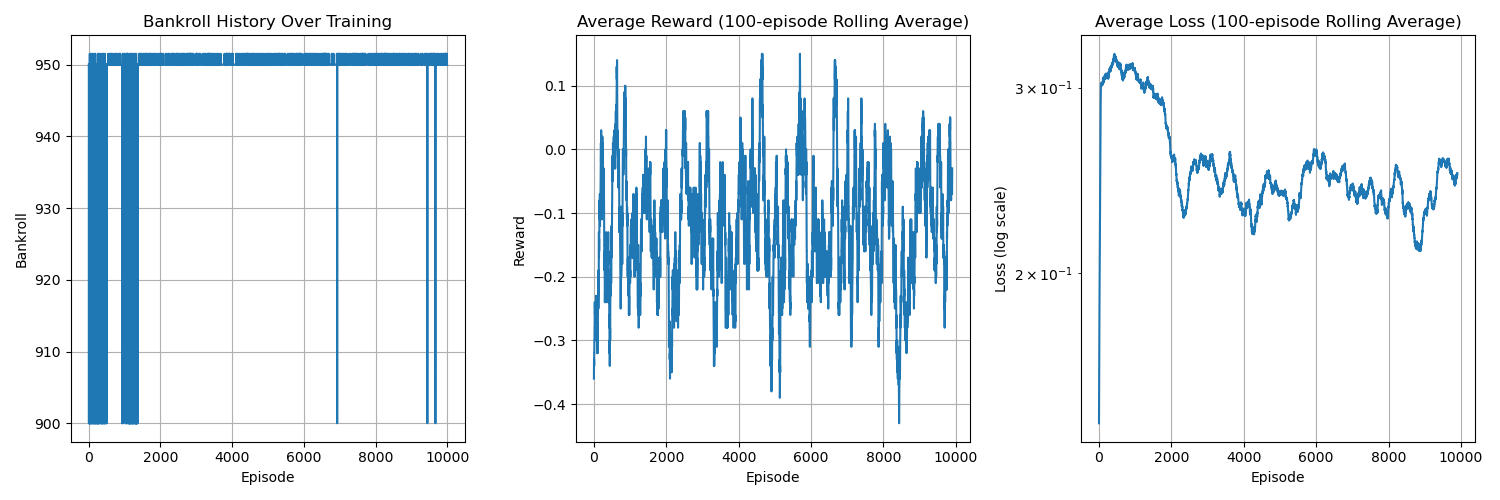 Bankroll History Over Training
Bankroll
950
940
930
920
910
900
0 2000 4000 6000 8000 10000
Episode
Average Reward (100-episode Rolling Average)
Reward
0.1
0.0
−0.1
−0.2
−0.3
−0.4
0 2000 4000 6000 8000 10000
Episode
Average Loss (100-episode Rolling Average)
Loss (log scale)
3 × 10⁻¹
2 × 10⁻¹
0 2000 4000 6000 8000 10000
Episode